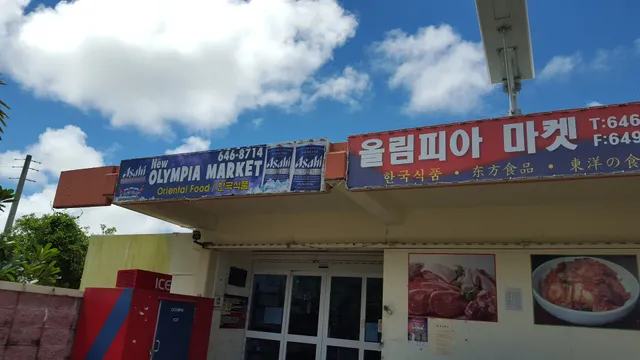 New
646-8714
OLYMPIA MARKET
Oriental Food 한국식품
Asahi
Asahi
Asahi
올림피아 마켓
T:646
F:649
한국식품 · 东方食品 · 東洋の食
ICE